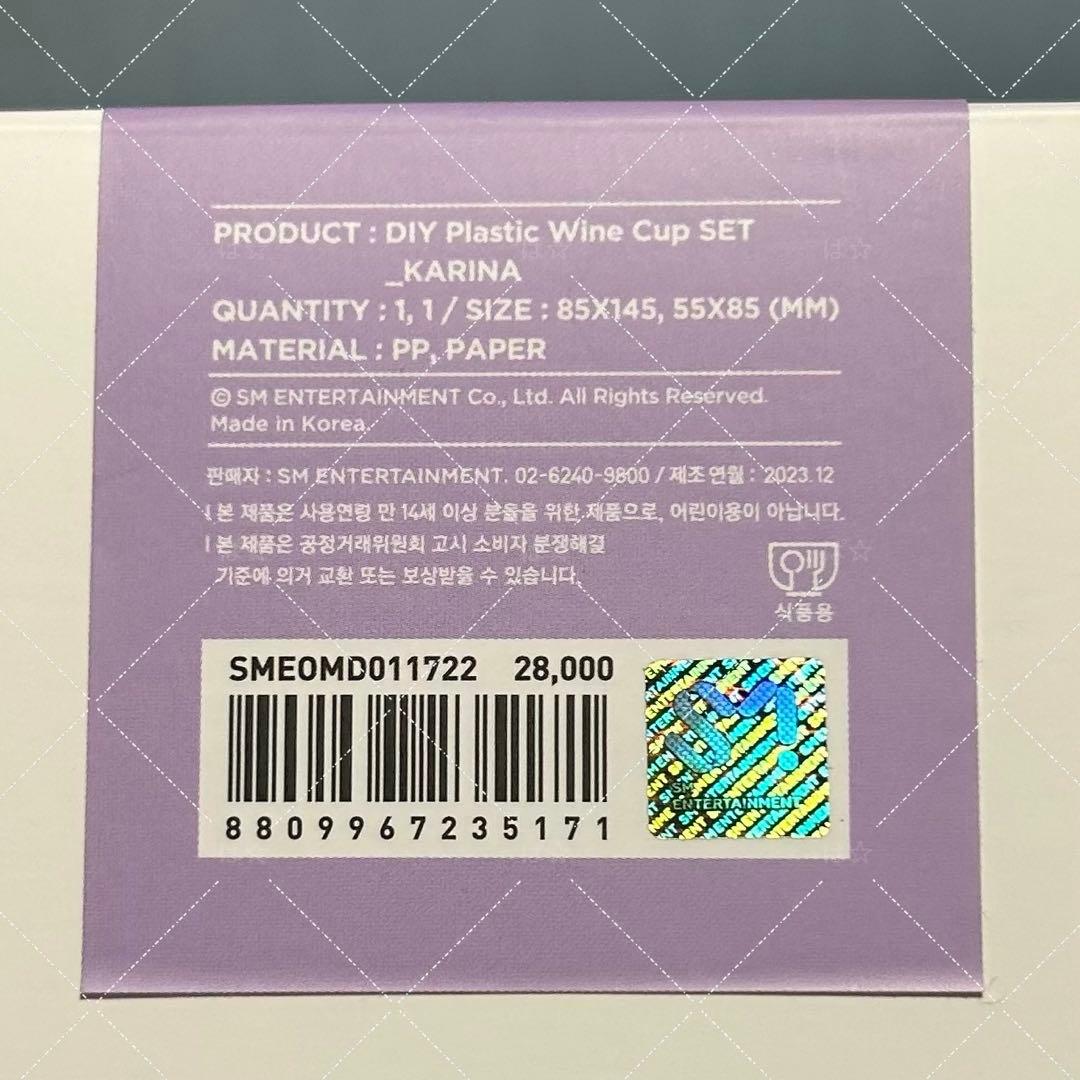 PRODUCT : DIY Plastic Wine Cup SET
_KARINA
QUANTITY : 1, 1 / SIZE : 85X145, 55X85 (MM)
MATERIAL : PP, PAPER
© SM ENTERTAINMENT Co., Ltd. All Rights Reserved.
Made in Korea.
판매자 : SM ENTERTAINMENT. 02-6240-9800 / 제조 연월 : 2023.12
| 본 제품은 사용연령 만 14세 이상 분들을 위한 제품으로, 어린이용이 아닙니다.
| 본 제품은 공정거래위원회 고시 소비자 분쟁해결
기준에 의거 교환 또는 보상받을 수 있습니다.
식품용
SMEOMD011722 28,000
8809967235171
SM
ENTERTAINMENT